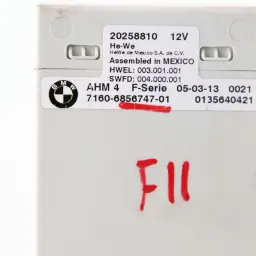 20258810 12V
He-We
Hella de Mexico S.A. de C.V.
Assembled in MEXICO
HWEL: 003.001.001
SWFD: 004.000.001
BMW
AHM 4 F-Serie 05-03-13 0021
7160-6856747-01 0135640421
F11